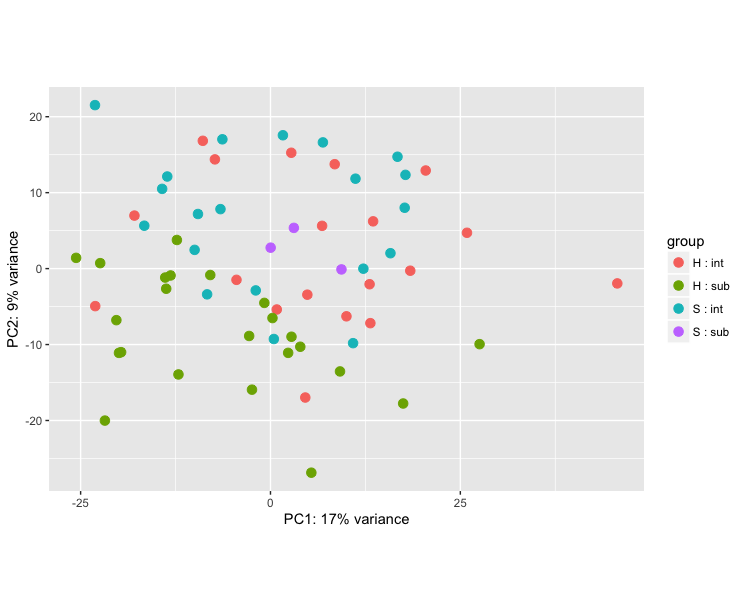 PC2: 9% variance
20
10
0
-10
-20
-25
0
25
PC1: 17% variance
group
H : int
H : sub
S : int
S : sub